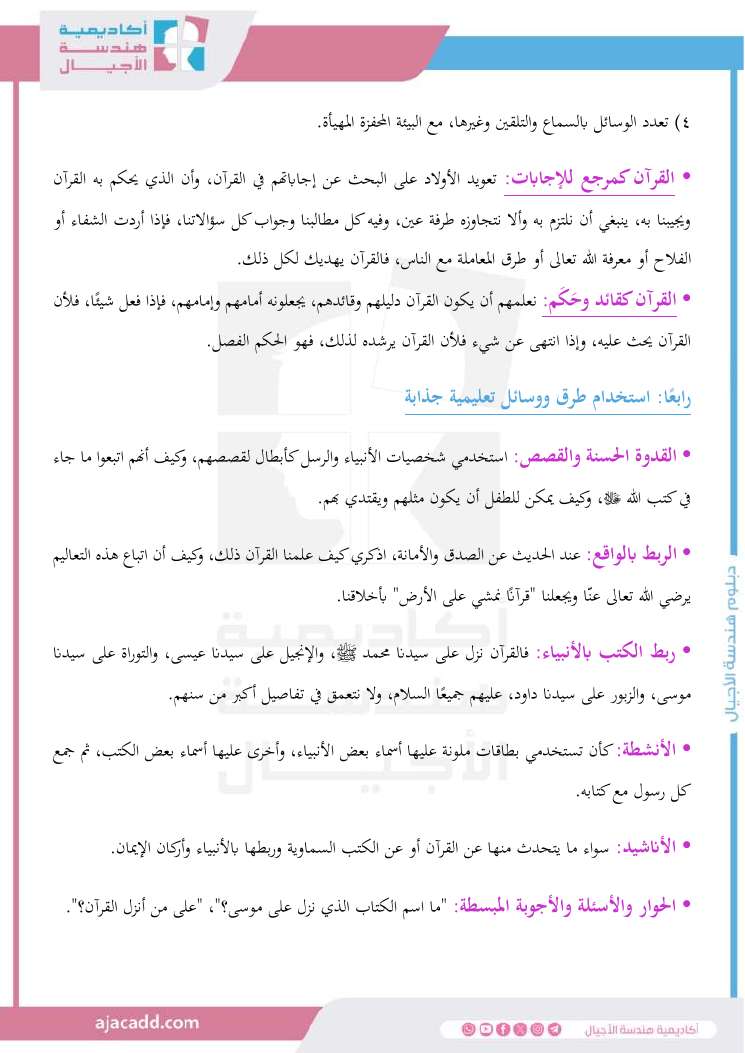 أكاديمية
هندسة
الأجيال
٤) تعدد الوسائل بالسماع والتلقين وغيرها، مع البيئة المحفزة المهيأة.
• القرآن كمرجع للإجابات: تعويد الأولاد على البحث عن إجاباتهم في القرآن، وأن الذي يحكم به القرآن
ويجيبنا به، ينبغي أن نلتزم به وألا نتجاوزه طرفة عين، وفيه كل مطالبنا وجواب كل سؤالاتنا، فإذا أردت الشفاء أو
الفلاح أو معرفة الله تعالى أو طرق المعاملة مع الناس، فالقرآن يهديك لكل ذلك.
• القرآن كقائد وحَكَم: نعلمهم أن يكون القرآن دليلهم وقائدهم، يجعلونه أمامهم وإمامهم، فإذا فعل شيئًا، فلأن
القرآن يحث عليه، وإذا انتهى عن شيء فلأن القرآن يرشده لذلك، فهو الحكم الفصل.
رابعًا: استخدام طرق ووسائل تعليمية جذابة
• القدوة الحسنة والقصص: استخدمي شخصيات الأنبياء والرسل كأبطال لقصصهم، وكيف أنهم اتبعوا ما جاء
في كتب الله ﷻ، وكيف يمكن للطفل أن يكون مثلهم ويقتدي بهم.
• الربط بالواقع: عند الحديث عن الصدق والأمانة، اذكري كيف علمنا القرآن ذلك، وكيف أن اتباع هذه التعاليم
يرضي الله تعالى عنّا ويجعلنا "قرآنًا نمشي على الأرض" بأخلاقنا.
• ربط الكتب بالأنبياء: فالقرآن نزل على سيدنا محمد ﷺ، والإنجيل على سيدنا عيسى، والتوراة على سيدنا
موسى، والزبور على سيدنا داود، عليهم جميعًا السلام، ولا نتعمق في تفاصيل أكبر من سنهم.
• الأنشطة: كأن تستخدمي بطاقات ملونة عليها أسماء بعض الأنبياء، وأخرى عليها أسماء بعض الكتب، ثم جمع
كل رسول مع كتابه.
• الأناشيد: سواء ما يتحدث منها عن القرآن أو عن الكتب السماوية وربطها بالأنبياء وأركان الإيمان.
• الحوار والأسئلة والأجوبة المبسطة: "ما اسم الكتاب الذي نزل على موسى؟"، "على من أنزل القرآن؟".
دبلوم هندسة الأجيال
أكاديمية
هندسة
الأجيال
أكاديمية هندسة الأجيال
ajacadd.com